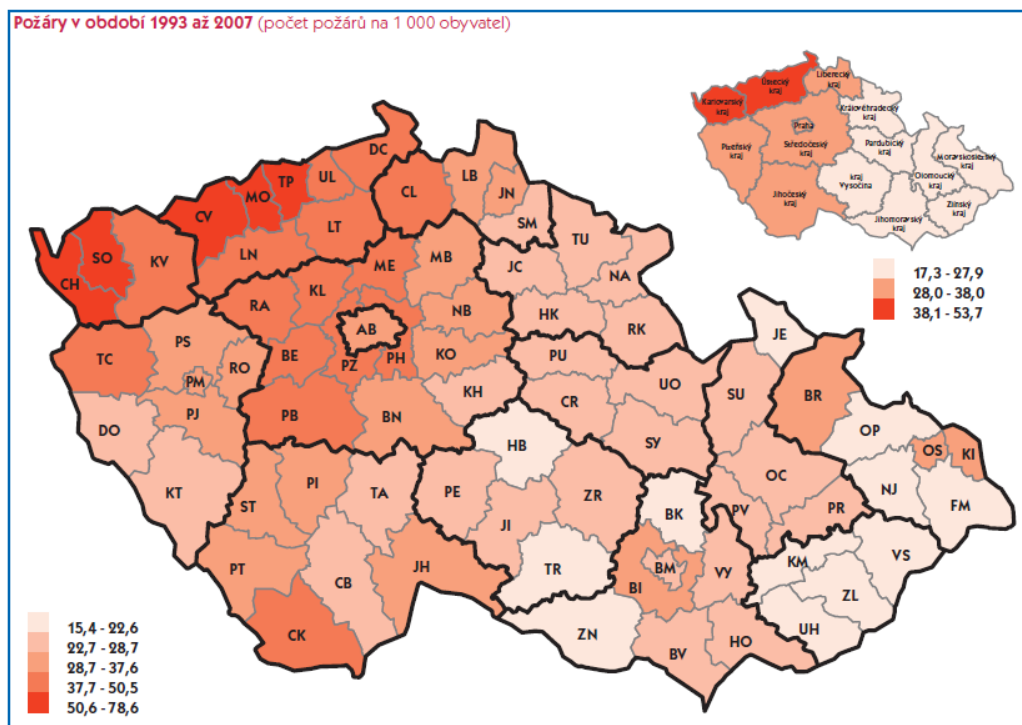 Požáry v období 1993 až 2007 (počet požárů na 1 000 obyvatel)
Karlovarský kraj
Ústecký kraj
Liberecký kraj
Královéhradecký kraj
Praha
Plzeňský kraj
Středočeský kraj
Pardubický kraj
Moravskoslezský kraj
Olomoucký kraj
kraj Vysočina
Jihočeský kraj
Zlínský kraj
Jihomoravský kraj
17,3 - 27,9
28,0 - 38,0
38,1 - 53,7
DC
TP
UL
MO
CV
CL
LB
JN
SM
LT
LN
SO
KV
CH
TU
JC
NA
ME
MB
KL
RA
HK
RK
AB
NB
JE
TC
PS
RO
BE
PZ
PH
KO
PU
PM
UO
SU
BR
KH
CR
PB
BN
PJ
DO
OP
HB
SY
OS
KI
OC
KT
PI
TA
PE
ZR
NJ
ST
JI
BK
PV
PR
FM
VS
KM
PT
JH
TR
BM
VY
CB
BI
ZL
CK
ZN
UH
HO
BV
15,4 - 22,6
22,7 - 28,7
28,7 - 37,6
37,7 - 50,5
50,6 - 78,6